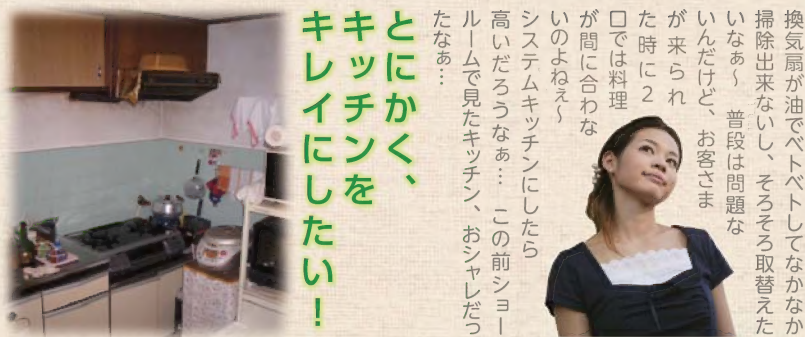 換気扇が油でベトベトしてなかなか
掃除出来ないし、そろそろ取替えた
いなぁ～　普段は問題な
いんだけど、お客さま
が来られ
た時に2
口では料理
が間に合わな
いのよねぇ～
システムキッチンにしたら
高いだろうなぁ…　この前ショー
ルームで見たキッチン、おシャレだっ
たなぁ…
とにかく、
キッチンを
キレイにしたい！